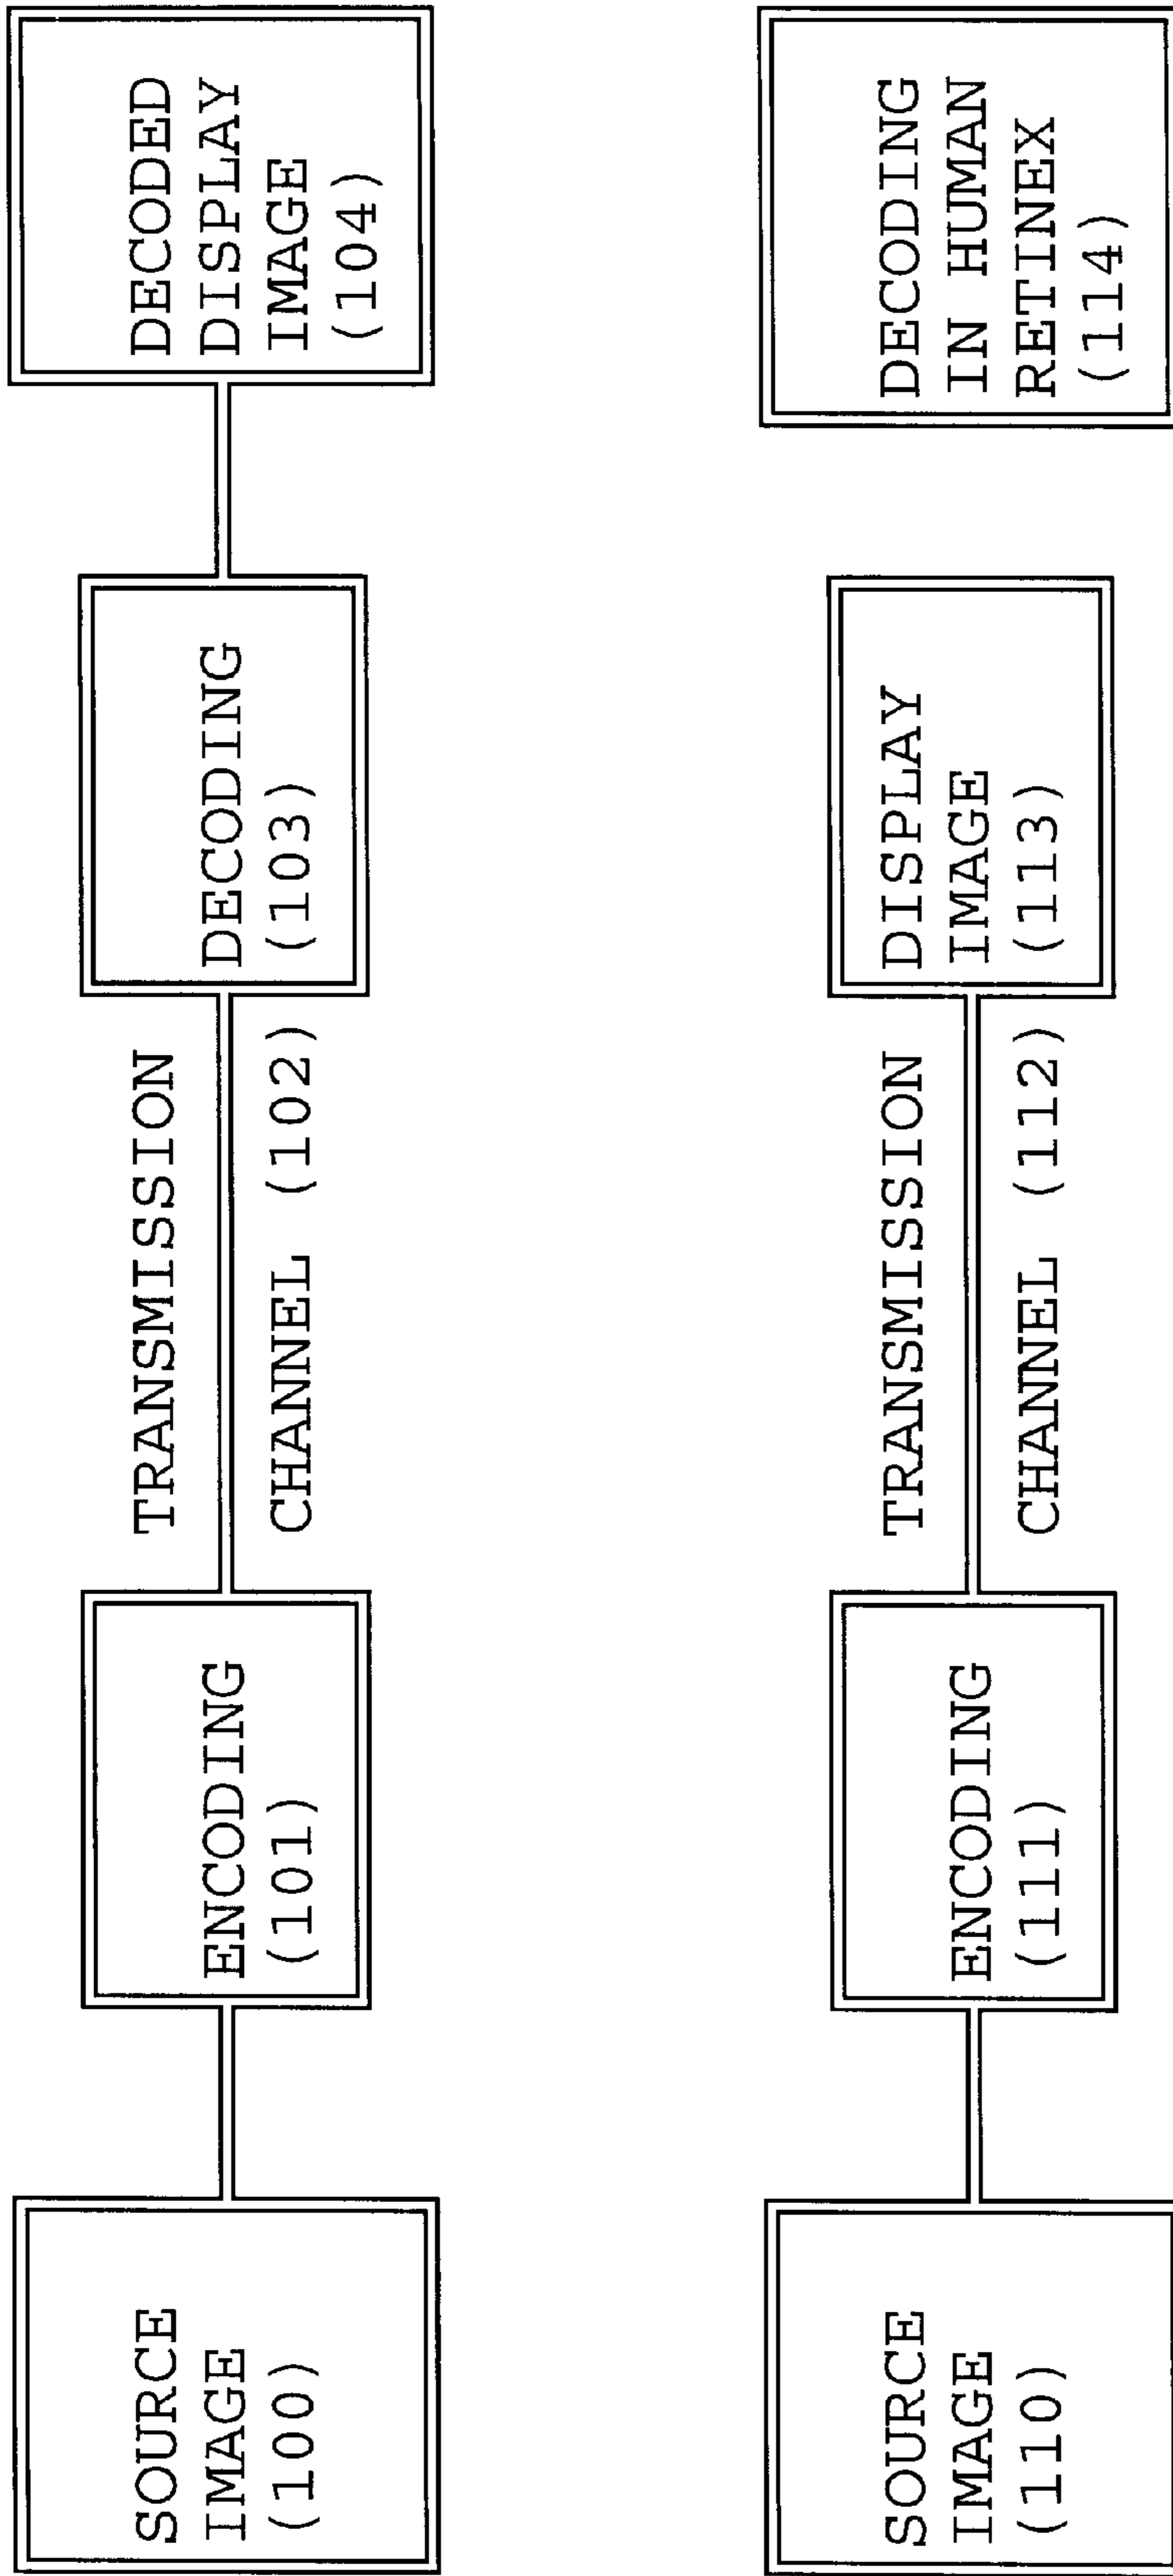 SOURCE
IMAGE
(100)
ENCODING
(101)
TRANSMISSION
CHANNEL (102)
DECODING
(103)
DECODED
DISPLAY
IMAGE
(104)
SOURCE
IMAGE
(110)
ENCODING
(111)
TRANSMISSION
CHANNEL (112)
DISPLAY
IMAGE
(113)
DECODING
IN HUMAN
RETINEX
(114)